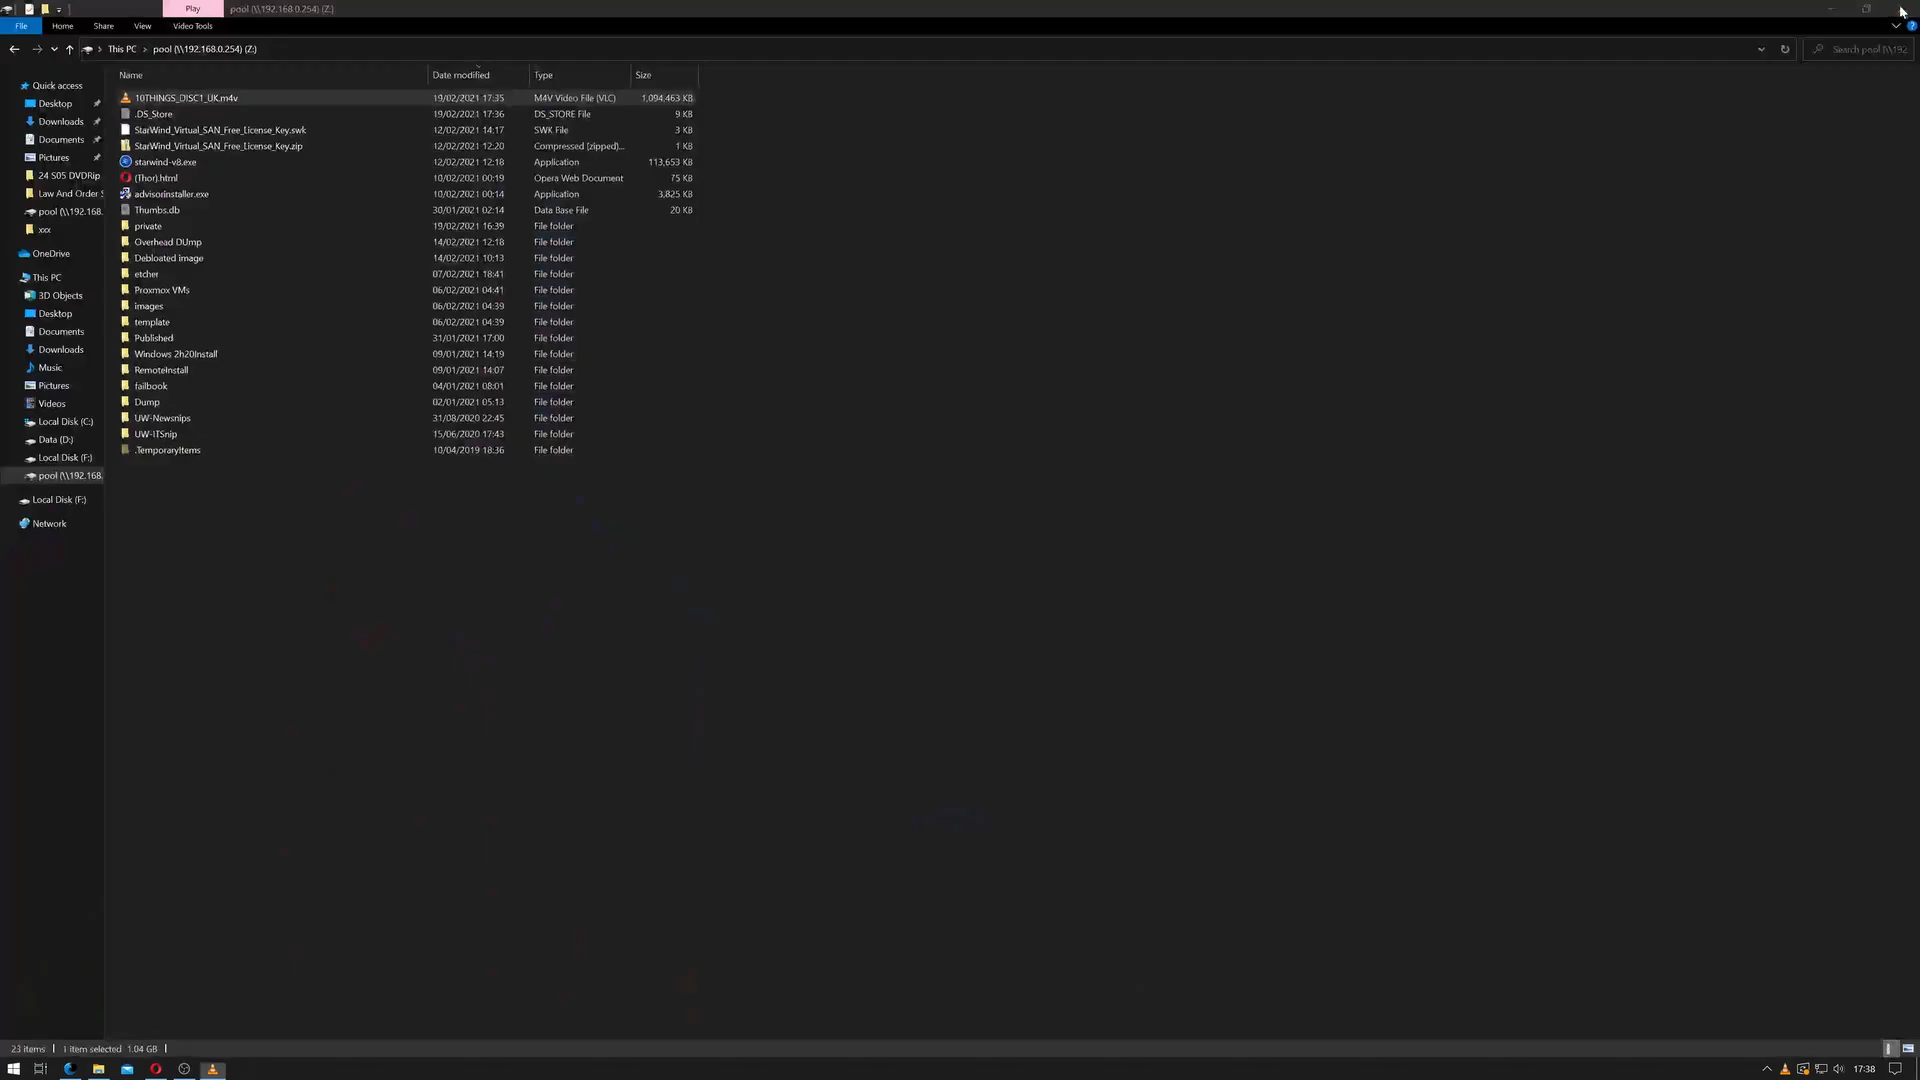 Play pool (\\192.168.0.254) (Z:)
File Home Share View Video Tools
This PC › pool (\\192.168.0.254) (Z:)
Search pool (\\192
Name Date modified Type Size
Quick access
Desktop
Downloads
Documents
Pictures
24 S05 DVDRip
Law And Order S
pool (\\192.168.
xxx
OneDrive
This PC
3D Objects
Desktop
Documents
Downloads
Music
Pictures
Videos
Local Disk (C:)
Data (D:)
Local Disk (F:)
pool (\\192.168.
Local Disk (F:)
Network
10THINGS_DISC1_UK.m4v 19/02/2021 17:35 M4V Video File (VLC) 1,094,463 KB
.DS_Store 19/02/2021 17:36 DS_STORE File 9 KB
StarWind_Virtual_SAN_Free_License_Key.swk 12/02/2021 14:17 SWK File 3 KB
StarWind_Virtual_SAN_Free_License_Key.zip 12/02/2021 12:20 Compressed (zipped)... 1 KB
starwind-v8.exe 12/02/2021 12:18 Application 113,653 KB
(Thor).html 10/02/2021 00:19 Opera Web Document 75 KB
advisorinstaller.exe 10/02/2021 00:14 Application 3,825 KB
Thumbs.db 30/01/2021 02:14 Data Base File 20 KB
private 19/02/2021 16:39 File folder
Overhead DUmp 14/02/2021 12:18 File folder
Debloated image 14/02/2021 10:13 File folder
etcher 07/02/2021 18:41 File folder
Proxmox VMs 06/02/2021 04:41 File folder
images 06/02/2021 04:39 File folder
template 06/02/2021 04:39 File folder
Published 31/01/2021 17:00 File folder
Windows 2h20Install 09/01/2021 14:19 File folder
RemoteInstall 09/01/2021 14:07 File folder
failbook 04/01/2021 08:01 File folder
Dump 02/01/2021 05:13 File folder
UW-Newsnips 31/08/2020 22:45 File folder
UW-ITSnip 15/06/2020 17:43 File folder
.TemporaryItems 10/04/2019 18:36 File folder
23 items 1 item selected 1.04 GB
17:38